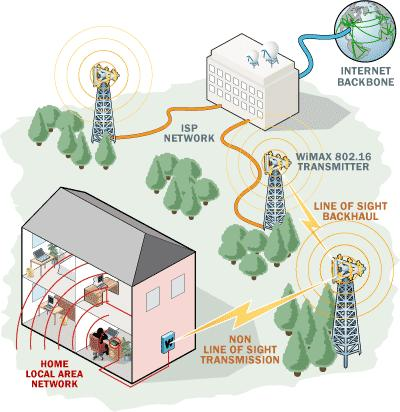 INTERNET
BACKBONE
ISP
NETWORK
WiMAX 802.16
TRANSMITTER
LINE OF SIGHT
BACKHAUL
NON
LINE OF SIGHT
TRANSMISSION
HOME
LOCAL AREA
NETWORK